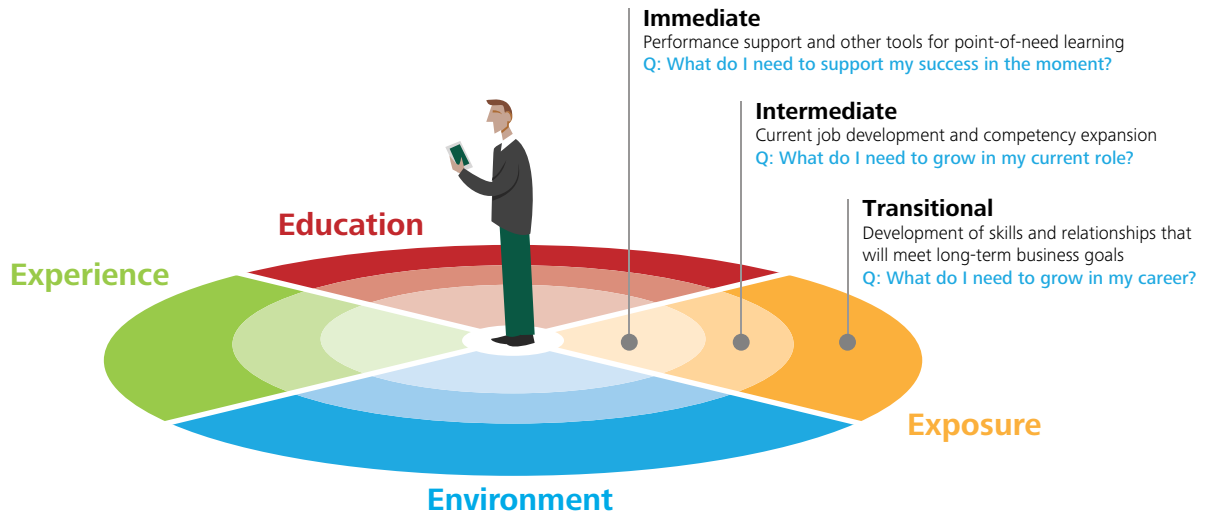 Immediate
Performance support and other tools for point-of-need learning
Q: What do I need to support my success in the moment?
Intermediate
Current job development and competency expansion
Q: What do I need to grow in my current role?
Transitional
Development of skills and relationships that
will meet long-term business goals
Q: What do I need to grow in my career?
Education
Experience
Exposure
Environment